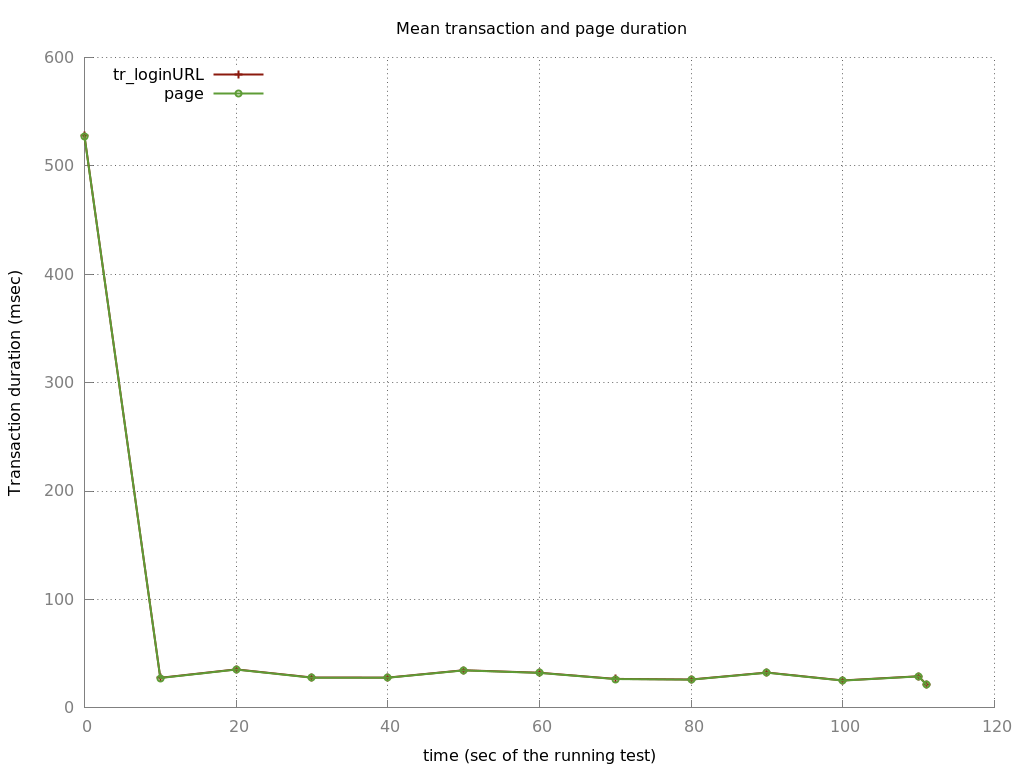 Mean transaction and page duration
600
tr_loginURL
page
500
400
300
200
100
0
Transaction duration (msec)
0 20 40 60 80 100 120
time (sec of the running test)